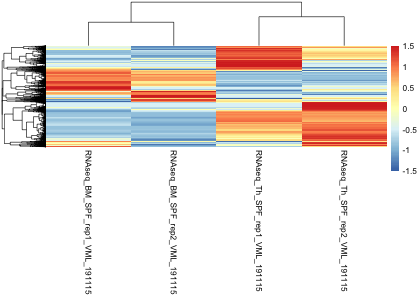 1.5
1
0.5
0
-0.5
-1
-1.5
RNAseq_BM_SPF_rep1_VML_191115
RNAseq_BM_SPF_rep2_VML_191115
RNAseq_Th_SPF_rep1_VML_191115
RNAseq_Th_SPF_rep2_VML_191115